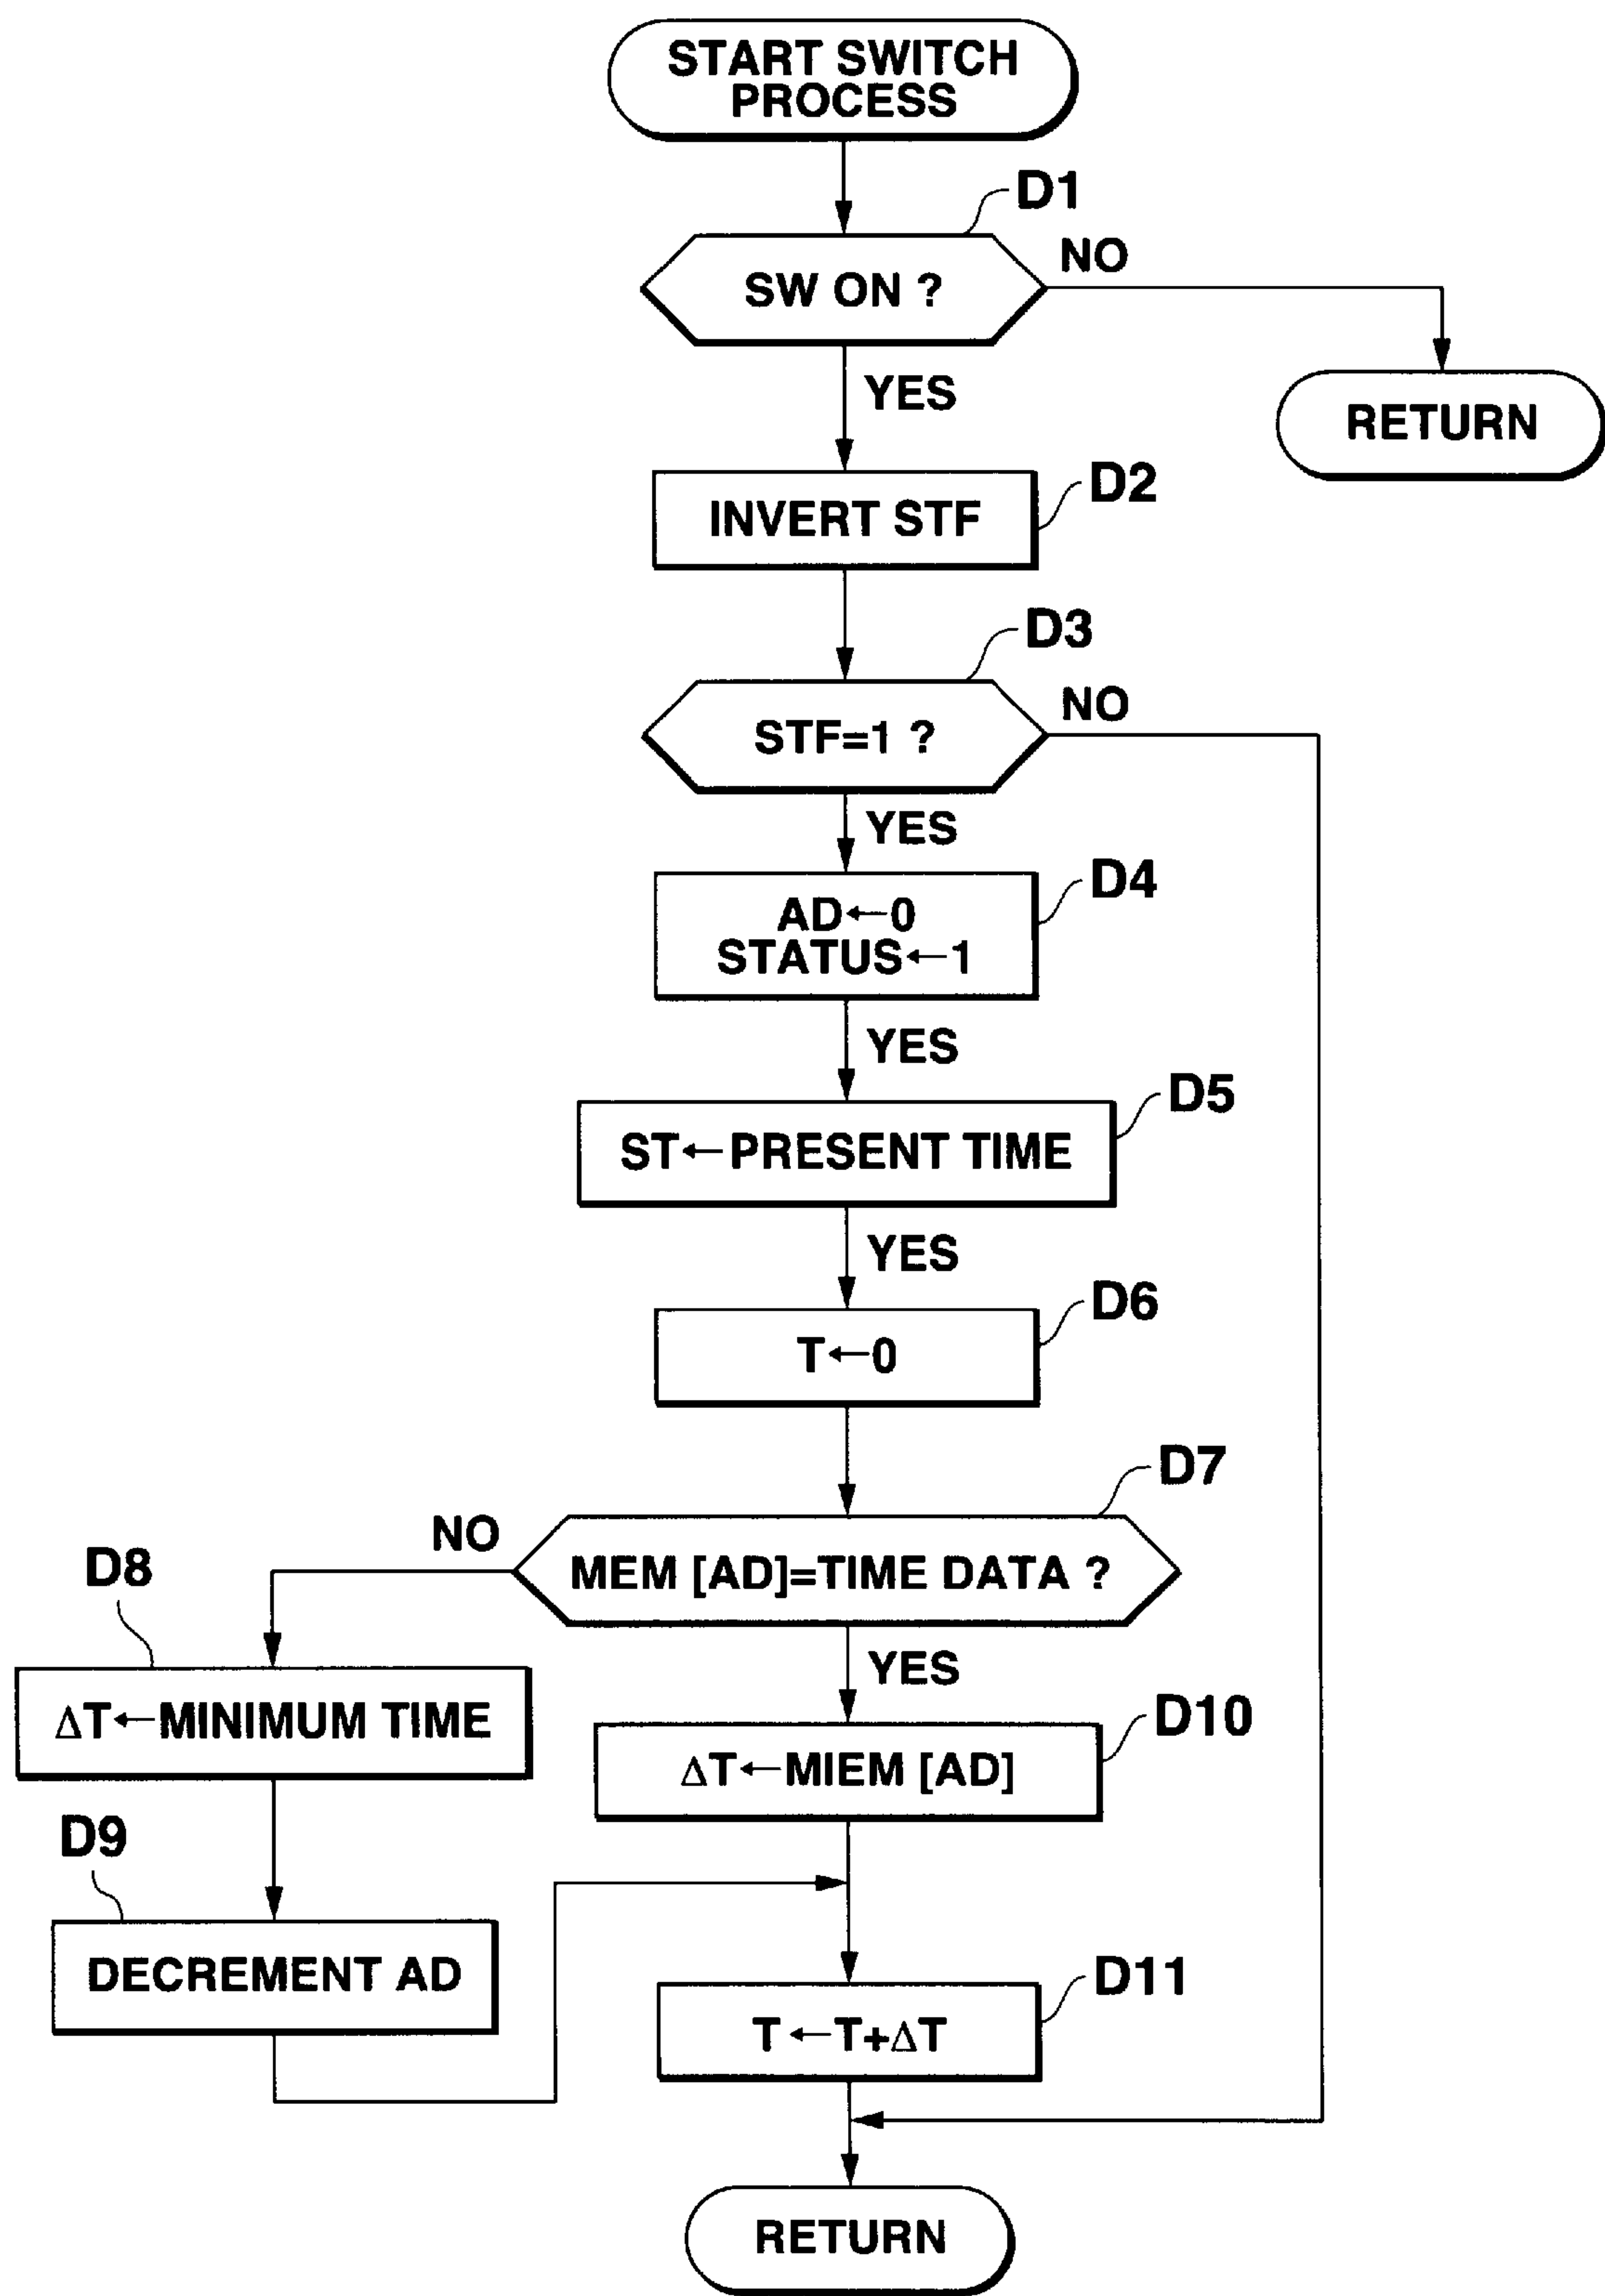 START SWITCH
PROCESS
D1
SW ON ?
NO
YES
RETURN
D2
INVERT STF
D3
STF=1 ?
NO
YES
D4
AD←0
STATUS←1
YES
D5
ST←PRESENT TIME
YES
D6
T←0
D7
MEM [AD]=TIME DATA ?
NO
YES
D8
ΔT←MINIMUM TIME
D10
ΔT←MIEM [AD]
D9
DECREMENT AD
D11
T←T+ΔT
RETURN